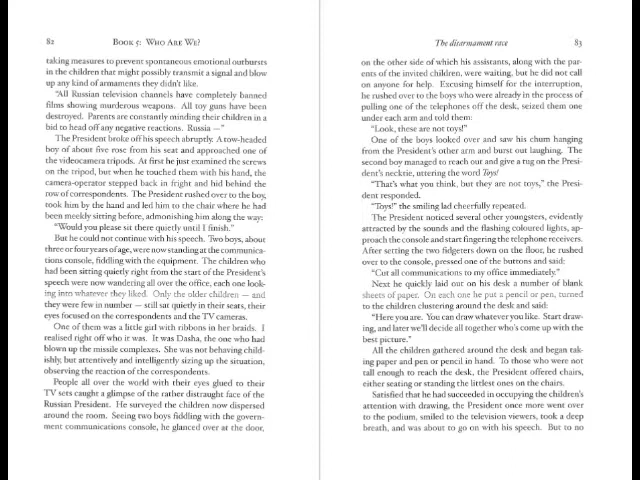 82 BOOK 5: WHO ARE WE?
taking measures to prevent spontaneous emotional outbursts
in the children that might possibly transmit a signal and blow
up any kind of armaments they didn't like.
"All Russian television channels have completely banned
films showing murderous weapons. All toy guns have been
destroyed. Parents are constantly minding their children in a
bid to head off any negative reactions. Russia —"
The President broke off his speech abruptly. A tow-headed
boy of about five rose from his seat and approached one of
the videocamera tripods. At first he just examined the screws
on the tripod, but when he touched them with his hand, the
camera-operator stepped back in fright and hid behind the
row of correspondents. The President rushed over to the boy,
took him by the hand and led him to the chair where he had
been meekly sitting before, admonishing him along the way:
"Would you please sit there quietly until I finish."
But he could not continue with his speech. Two boys, about
three or four years of age, were now standing at the communica-
tions console, fiddling with the equipment. The children who
had been sitting quietly right from the start of the President's
speech were now wandering all over the office, each one look-
ing into whatever they liked. Only the older children — and
they were few in number — still sat quietly in their seats, their
eyes focused on the correspondents and the TV cameras.
One of them was a little girl with ribbons in her braids. I
realised right off who it was. It was Dasha, the one who had
blown up the missile complexes. She was not behaving child-
ishly, but attentively and intelligently sizing up the situation,
observing the reaction of the correspondents.
People all over the world with their eyes glued to their
TV sets caught a glimpse of the rather distraught face of the
Russian President. He surveyed the children now dispersed
around the room. Seeing two boys fiddling with the govern-
ment communications console, he glanced over at the door,
The disarmament race 83
on the other side of which his assistants, along with the par-
ents of the invited children, were waiting, but he did not call
on anyone for help. Excusing himself for the interruption,
he rushed over to the boys who were already in the process of
pulling one of the telephones off the desk, seized them one
under each arm and told them:
"Look, these are not toys!"
One of the boys looked over and saw his chum hanging
from the President's other arm and burst out laughing. The
second boy managed to reach out and give a tug on the Presi-
dent's necktie, uttering the word Toys!
"That's what you think, but they are not toys," the Presi-
dent responded.
"Toys!" the smiling lad cheerfully repeated.
The President noticed several other youngsters, evidently
attracted by the sounds and the flashing coloured lights, ap-
proach the console and start fingering the telephone receivers.
After setting the two fidgeters down on the floor, he rushed
over to the console, pressed one of the buttons and said:
"Cut all communications to my office immediately."
Next he quickly laid out on his desk a number of blank
sheets of paper. On each one he put a pencil or pen, turned
to the children clustering around the desk and said:
"Here you are. You can draw whatever you like. Start draw-
ing, and later we'll decide all together who's come up with the
best picture."
All the children gathered around the desk and began tak-
ing paper and pen or pencil in hand. To those who were not
tall enough to reach the desk, the President offered chairs,
either seating or standing the littlest ones on the chairs.
Satisfied that he had succeeded in occupying the children's
attention with drawing, the President once more went over
to the podium, smiled to the television viewers, took a deep
breath, and was about to go on with his speech. But to no